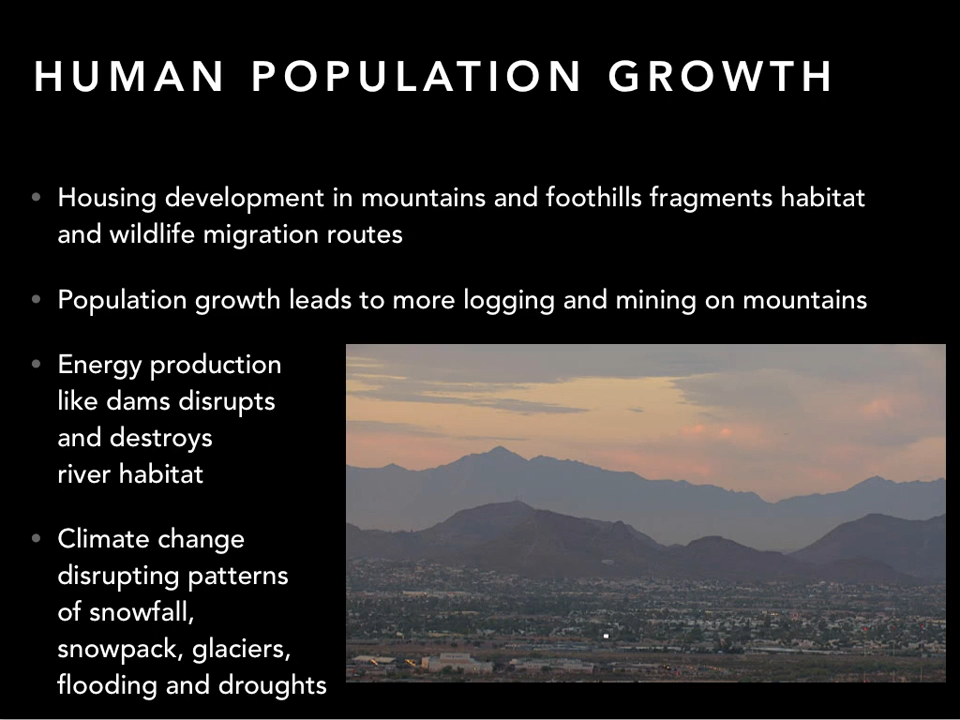 HUMAN POPULATION GROWTH
• Housing development in mountains and foothills fragments habitat
and wildlife migration routes
• Population growth leads to more logging and mining on mountains
• Energy production
like dams disrupts
and destroys
river habitat
• Climate change
disrupting patterns
of snowfall,
snowpack, glaciers,
flooding and droughts